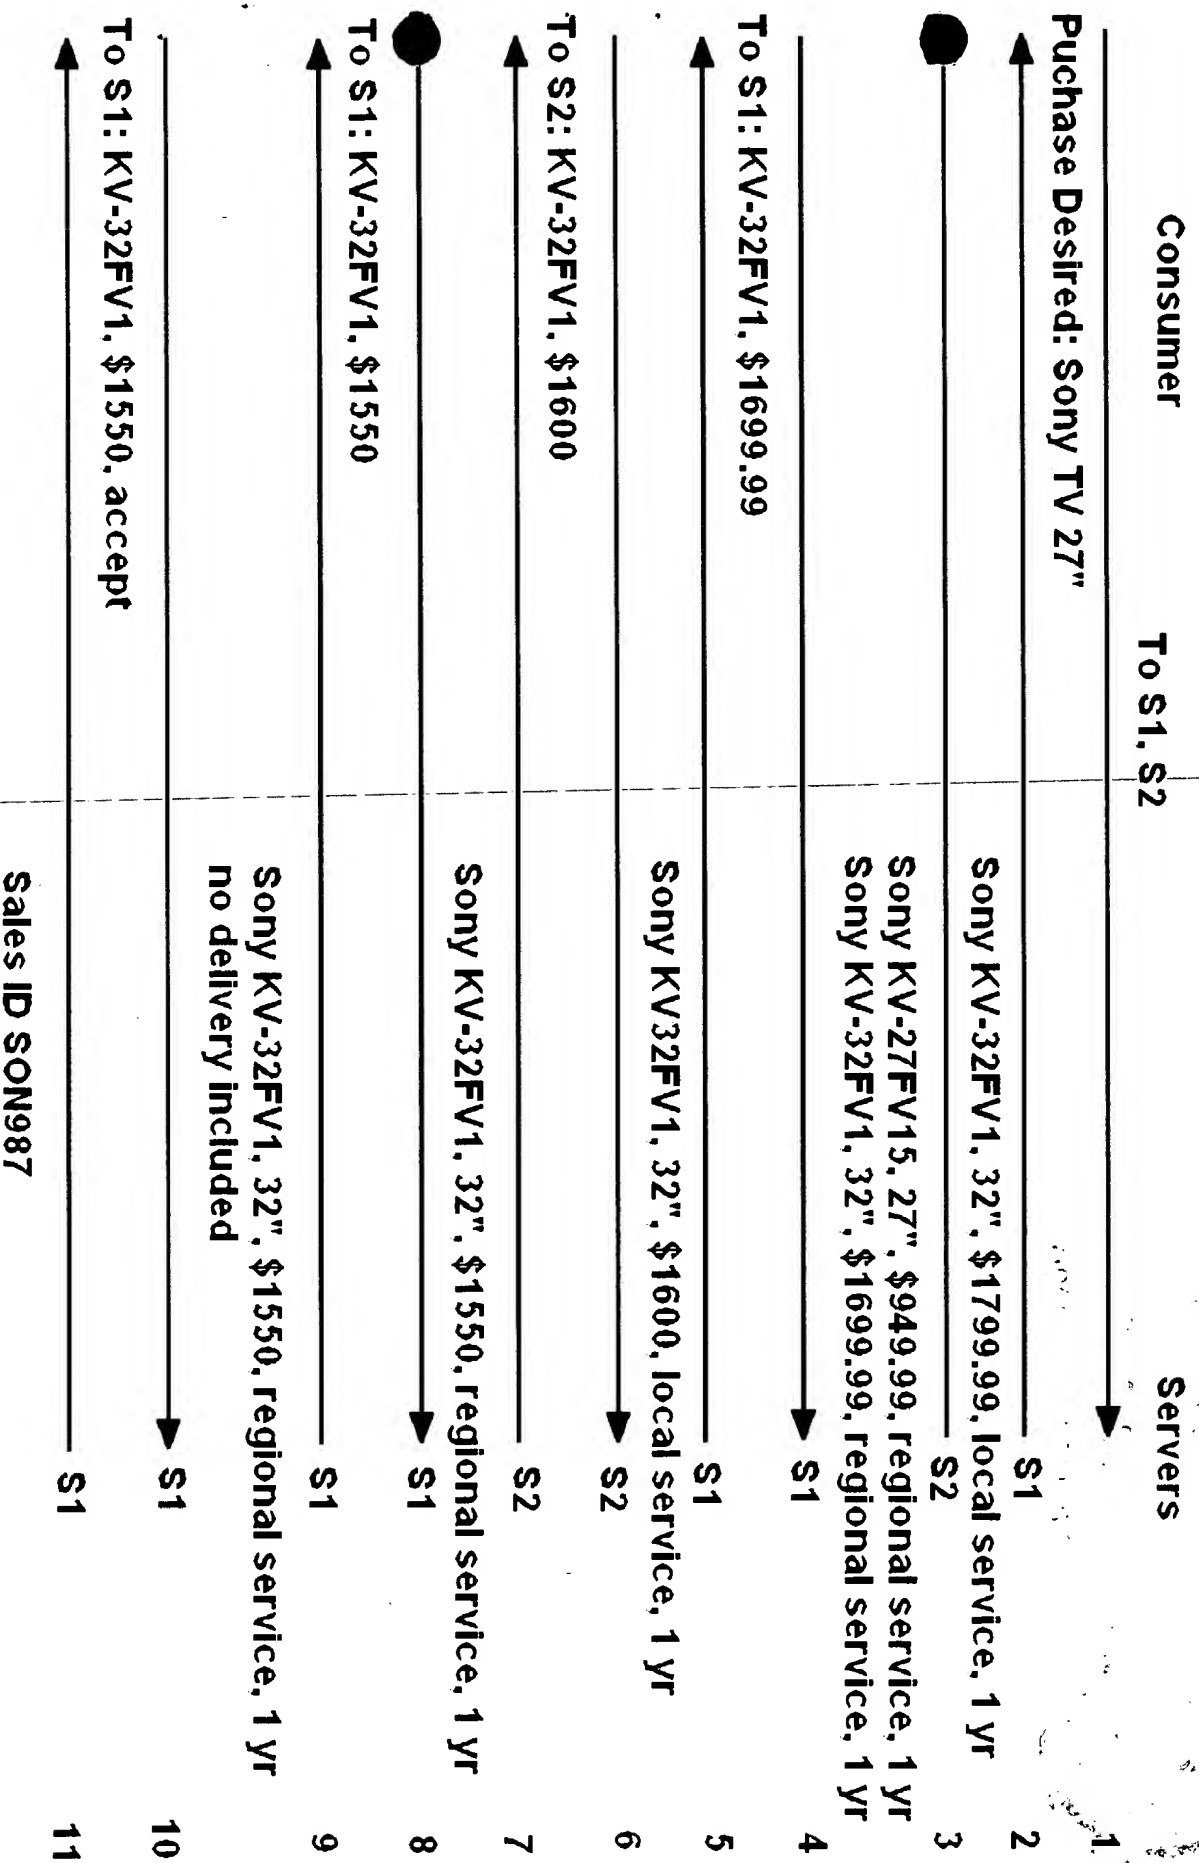 Consumer
Servers
To S1, S2
1
Puchase Desired: Sony TV 27"
S1
2
Sony KV-32FV1, 32", $1799.99, local service, 1 yr
S2
3
Sony KV-27FV15, 27", $949.99, regional service, 1 yr
Sony KV-32FV1, 32", $1699.99, regional service, 1 yr
S1
4
To S1: KV-32FV1, $1699.99
S1
5
Sony KV32FV1, 32", $1600, local service, 1 yr
S2
6
To S2: KV-32FV1, $1600
S2
7
Sony KV-32FV1, 32", $1550, regional service, 1 yr
S1
8
To S1: KV-32FV1, $1550
S1
9
Sony KV-32FV1, 32", $1550, regional service, 1 yr
no delivery included
S1
10
To S1: KV-32FV1, $1550, accept
S1
11
Sales ID SON987